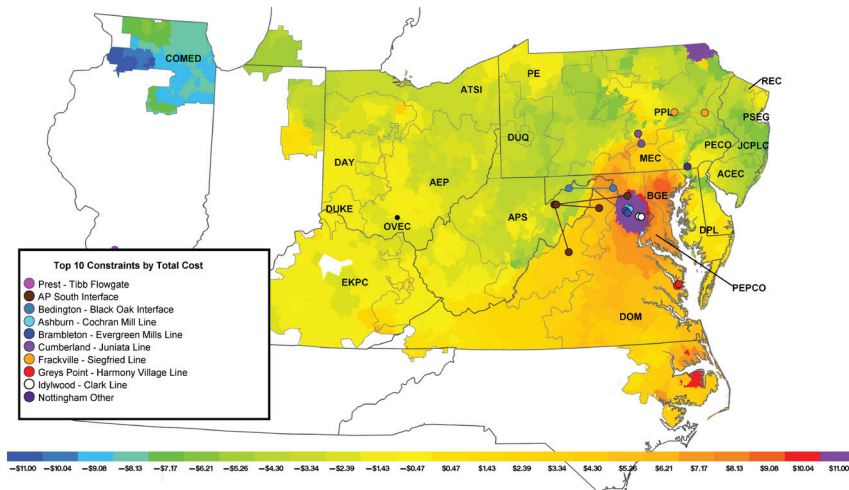 COMED
ATSI
PE
REC
PPL
PSEG
DUQ
PECO
JCPLC
MEC
DAY
ACEC
AEP
BGE
DUKE
APS
OVEC
DPL
EKPC
PEPCO
DOM
Top 10 Constraints by Total Cost
Prest - Tibb Flowgate
AP South Interface
Bedington - Black Oak Interface
Ashburn - Cochran Mill Line
Brambleton - Evergreen Mills Line
Cumberland - Juniata Line
Frackville - Siegfried Line
Greys Point - Harmony Village Line
Idylwood - Clark Line
Nottingham Other
–$11.00 –$10.04 –$9.08 –$8.13 –$7.17 –$6.21 –$5.26 –$4.30 –$3.34 –$2.39 –$1.43 –$0.47 $0.47 $1.43 $2.39 $3.34 $4.30 $5.26 $6.21 $7.17 $8.13 $9.08 $10.04 $11.00